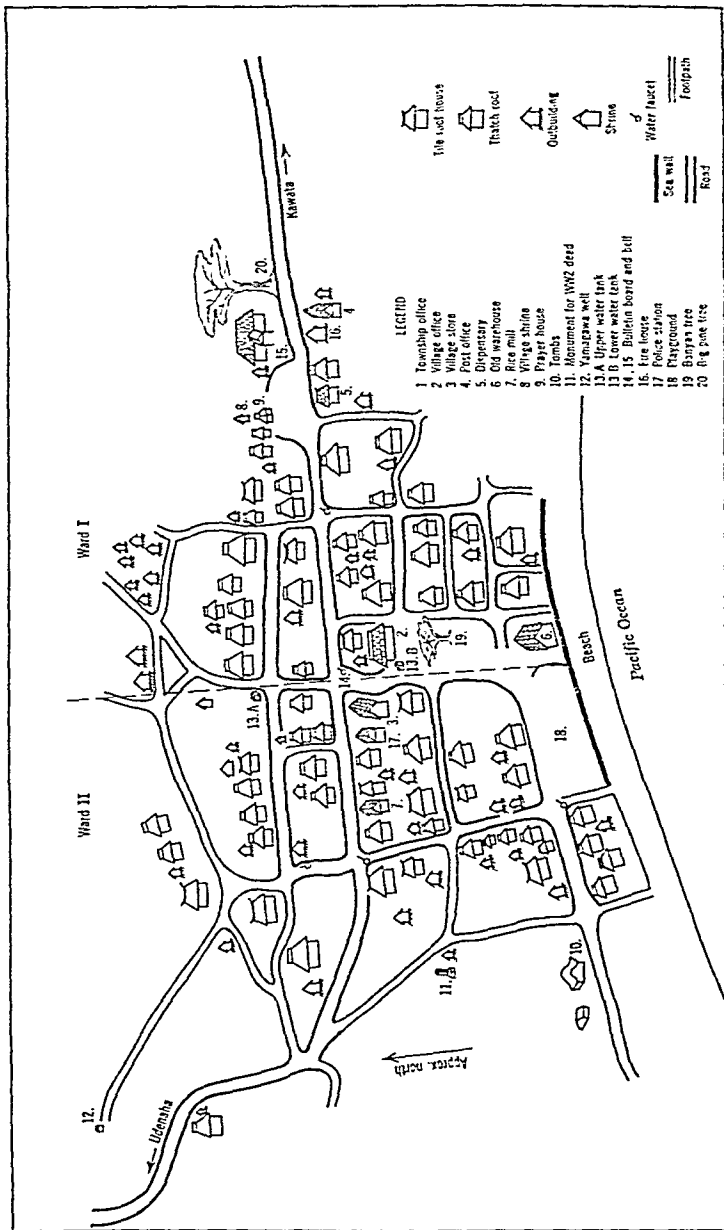 Ward I
Ward II
20.
Kawata →
15.
16.
4
5.
8.
9.
2.
13.B
14.
19.
6.
13.A
3.
17.
7.
18.
Beach
Pacific Ocean
10.
11.
12.
← Udensha
Approx. north
LEGEND
1 Township office
2 Village office
3 Village store
4 Post office
5 Dispensary
6 Old warehouse
7. Rice mill
8 Village shrine
9. Prayer house
10. Tombs
11. Monument for WW2 dead
12. Yamagawa well
13.A Upper water tank
13 B Lower water tank
14, 15 Bulletin board and bell
16. Fire house
17 Police station
18 Playground
19 Banyan tree
20 Big pine tree
Tile roof house
Thatch roof
Outbuilding
Shrine
Water faucet
Sea wall
Road
Footpath